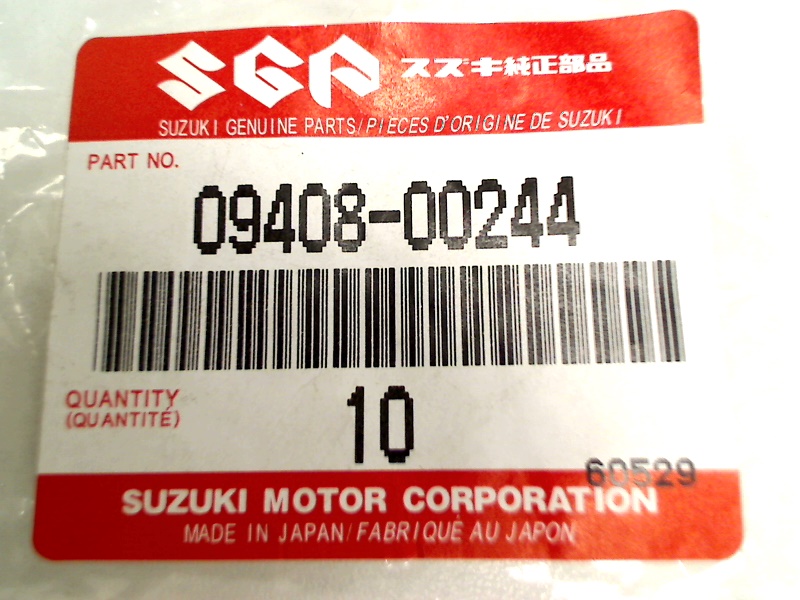 SGP スズキ純正部品
SUZUKI GENUINE PARTS/PIECES D'ORIGINE DE SUZUKI
PART NO.
09408-00244
QUANTITY
(QUANTITÉ)
10
60529
SUZUKI MOTOR CORPORATION
MADE IN JAPAN/FABRIQUÉ AU JAPON